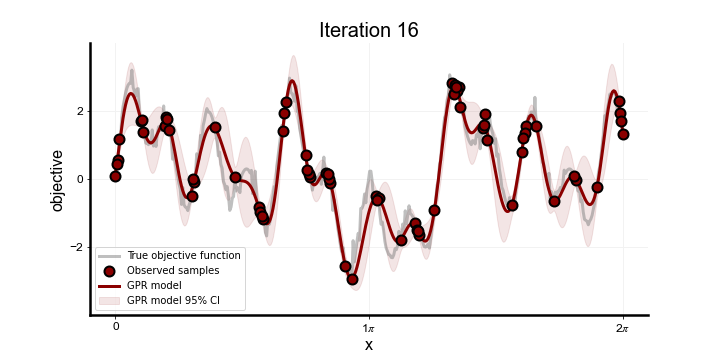 Iteration 16
objective
2
0
−2
True objective function
Observed samples
GPR model
GPR model 95% CI
0
1π
2π
x